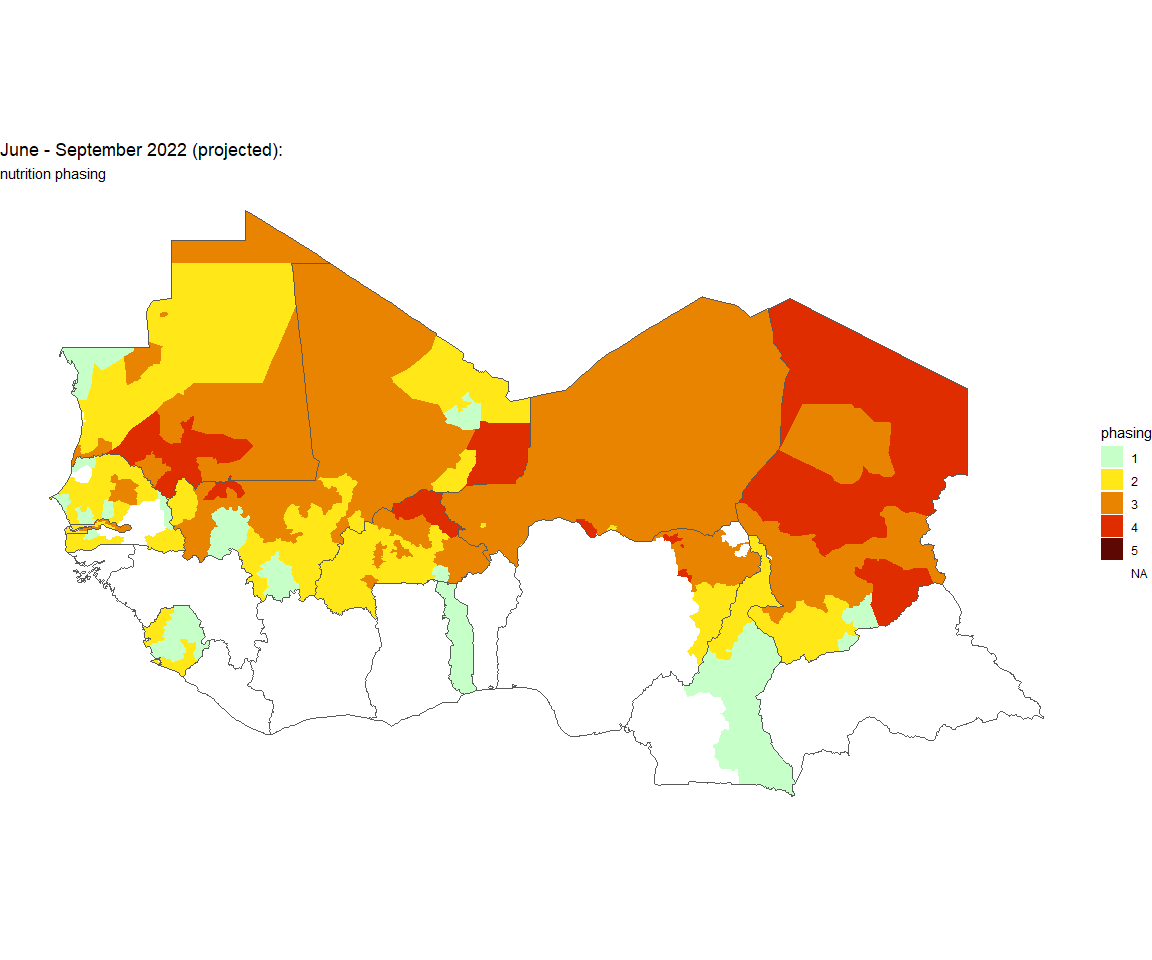 June - September 2022 (projected):
nutrition phasing
phasing
1
2
3
4
5
NA